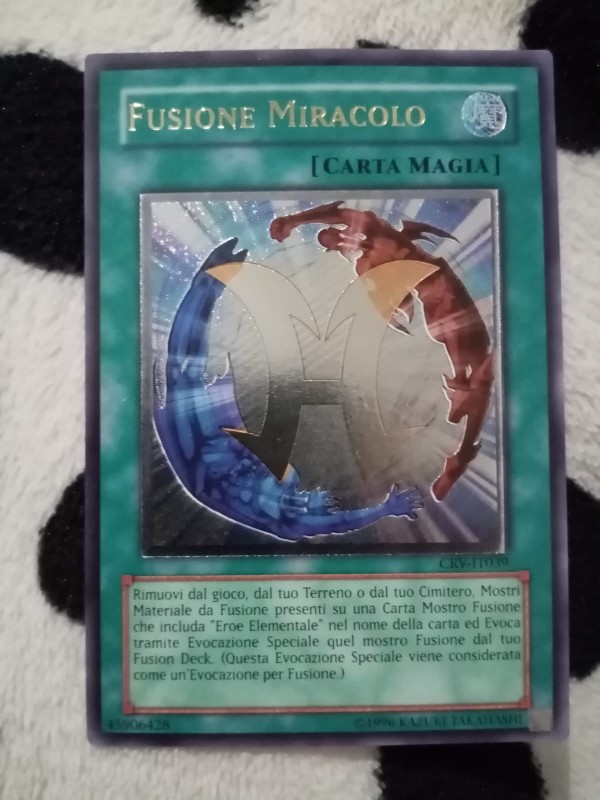 FUSIONE MIRACOLO
[CARTA MAGIA]
CRV-IT039
Rimuovi dal gioco, dal tuo Terreno o dal tuo Cimitero, Mostri
Materiale da Fusione presenti su una Carta Mostro Fusione
che includa "Eroe Elementale" nel nome della carta ed Evoca
tramite Evocazione Speciale quel mostro Fusione dal tuo
Fusion Deck. (Questa Evocazione Speciale viene considerata
come un'Evocazione per Fusione.)
45906428
©1996 KAZUKI TAKAHASHI